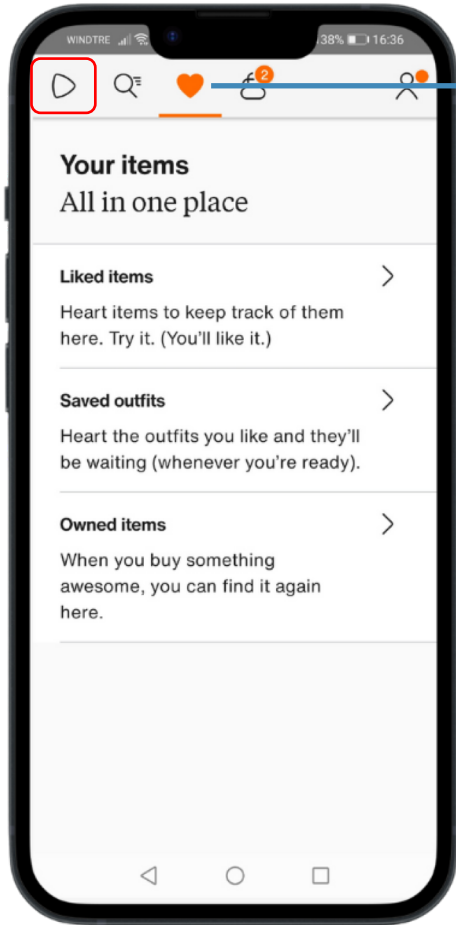 WINDTRE 38% 16:36
2
Your items
All in one place
Liked items
Heart items to keep track of them
here. Try it. (You'll like it.)
Saved outfits
Heart the outfits you like and they'll
be waiting (whenever you're ready).
Owned items
When you buy something
awesome, you can find it again
here.